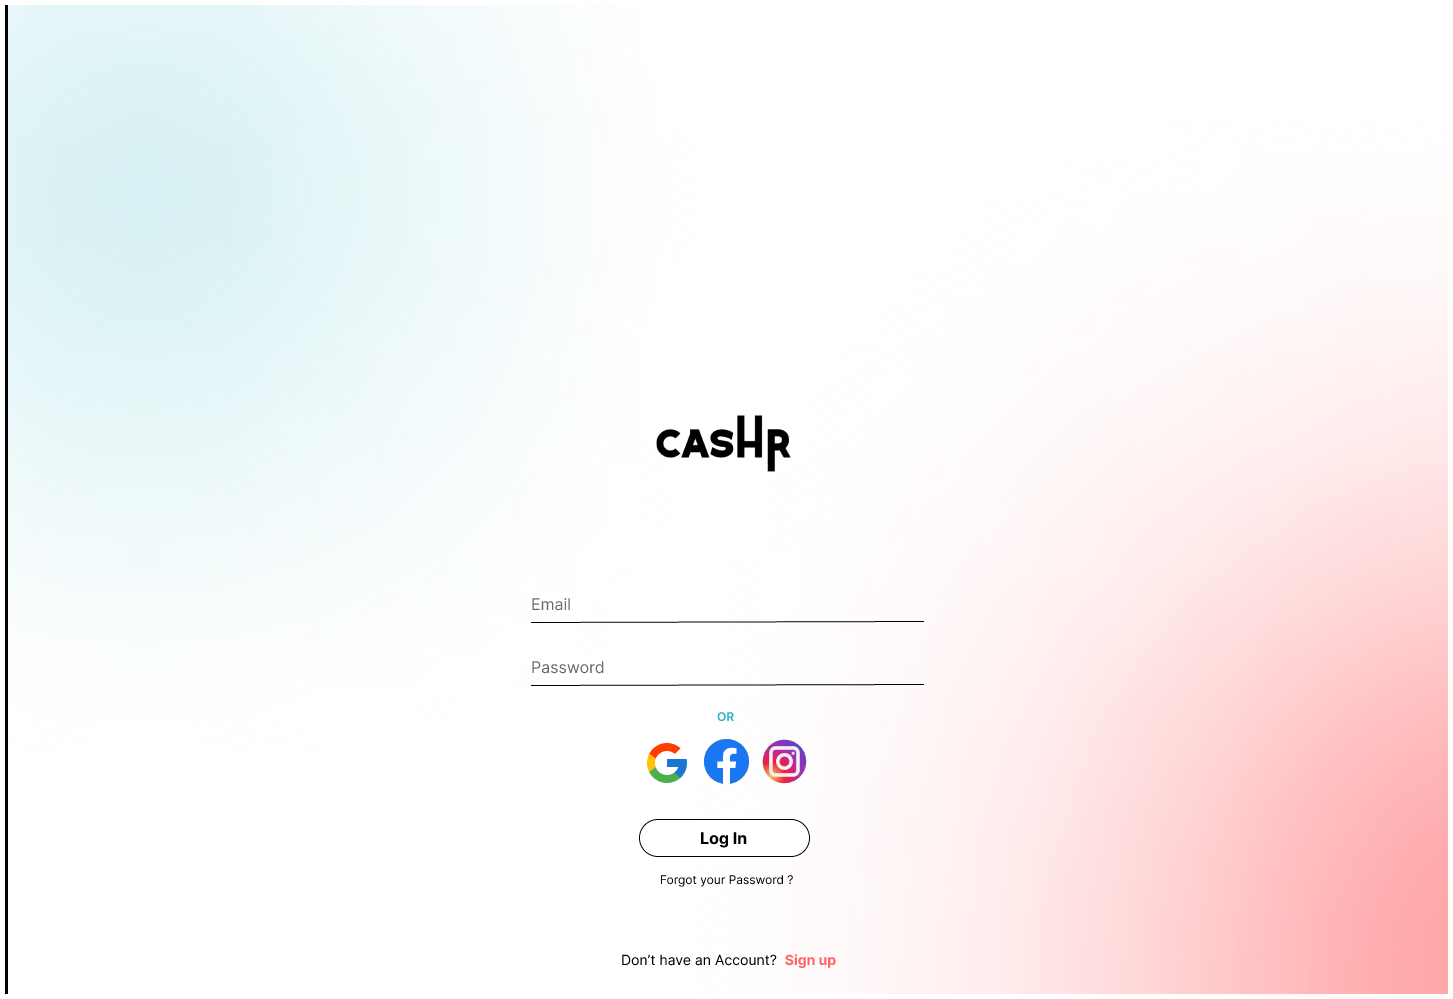 CASHR
Email
Password
OR
Log In
Forgot your Password ?
Don’t have an Account? Sign up